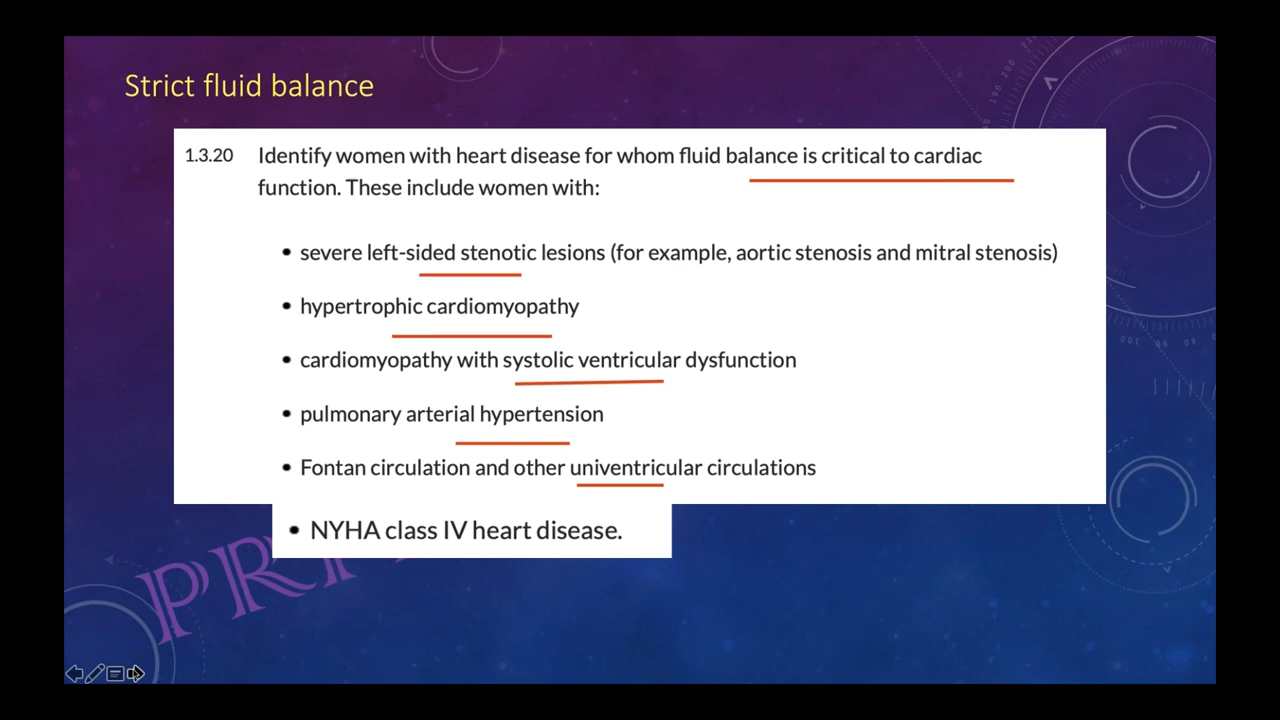 Strict fluid balance
1.3.20 Identify women with heart disease for whom fluid balance is critical to cardiac
function. These include women with:
• severe left-sided stenotic lesions (for example, aortic stenosis and mitral stenosis)
• hypertrophic cardiomyopathy
• cardiomyopathy with systolic ventricular dysfunction
• pulmonary arterial hypertension
• Fontan circulation and other univentricular circulations
• NYHA class IV heart disease.